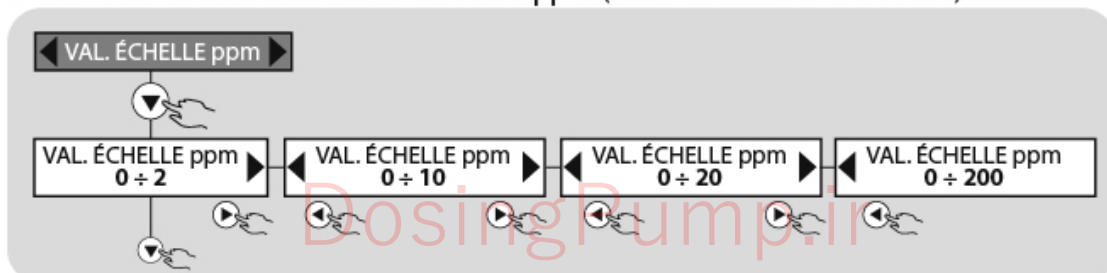 VAL. ÉCHELLE ppm
VAL. ÉCHELLE ppm
0 ÷ 2
VAL. ÉCHELLE ppm
0 ÷ 10
VAL. ÉCHELLE ppm
0 ÷ 20
VAL. ÉCHELLE ppm
0 ÷ 200
DosingPump.ir